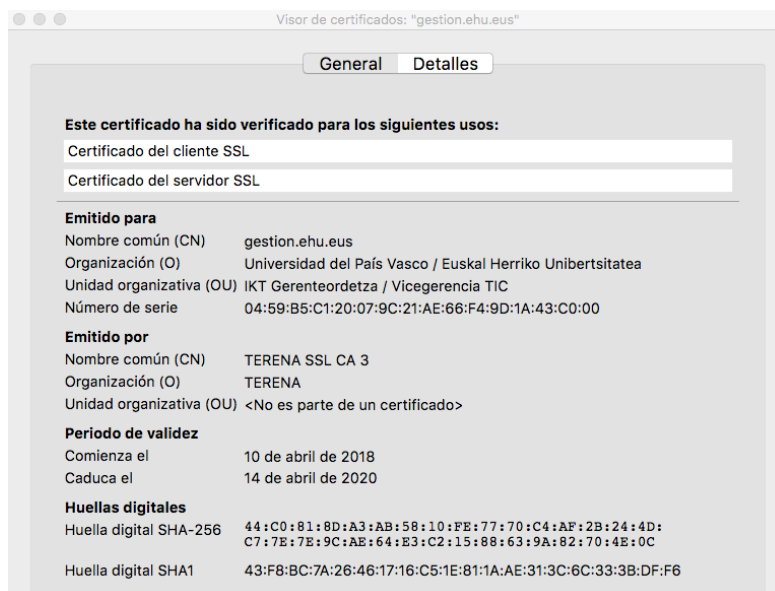 Visor de certificados: "gestion.ehu.eus"
General Detalles
Este certificado ha sido verificado para los siguientes usos:
Certificado del cliente SSL
Certificado del servidor SSL
Emitido para
Nombre común (CN) gestion.ehu.eus
Organización (O) Universidad del País Vasco / Euskal Herriko Unibertsitatea
Unidad organizativa (OU) IKT Gerenteordetza / Vicegerencia TIC
Número de serie 04:59:B5:C1:20:07:9C:21:AE:66:F4:9D:1A:43:C0:00
Emitido por
Nombre común (CN) TERENA SSL CA 3
Organización (O) TERENA
Unidad organizativa (OU) <No es parte de un certificado>
Periodo de validez
Comienza el 10 de abril de 2018
Caduca el 14 de abril de 2020
Huellas digitales
Huella digital SHA-256 44:C0:81:8D:A3:AB:58:10:FE:77:70:C4:AF:2B:24:4D:
C7:7E:7E:9C:AE:64:E3:C2:15:88:63:9A:82:70:4E:0C
Huella digital SHA1 43:F8:BC:7A:26:46:17:16:C5:1E:81:1A:AE:31:3C:6C:33:3B:DF:F6